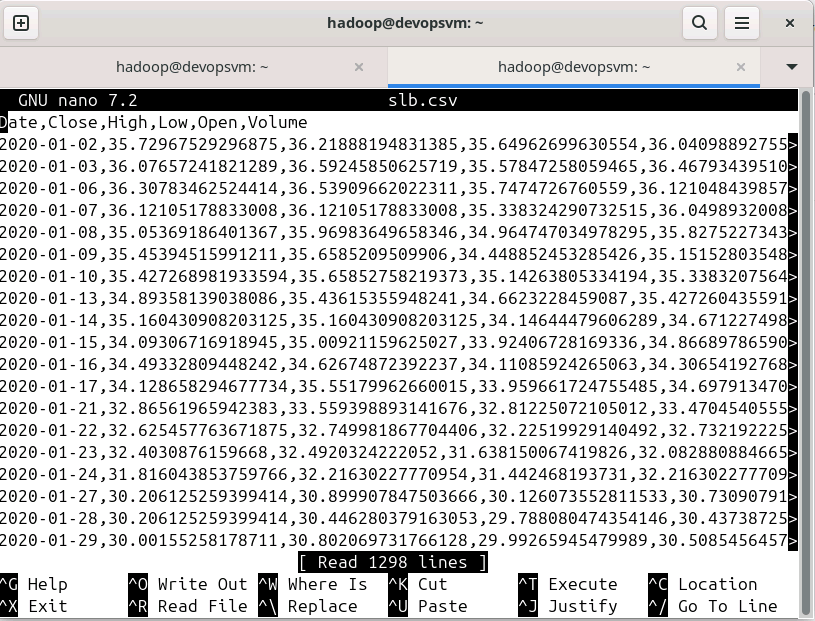 hadoop@devopsvm: ~
hadoop@devopsvm: ~
hadoop@devopsvm: ~
GNU nano 7.2 slb.csv
Date,Close,High,Low,Open,Volume
2020-01-02,35.72967529296875,36.21888194831385,35.64962699630554,36.04098892755>
2020-01-03,36.07657241821289,36.59245850625719,35.57847258059465,36.46793439510>
2020-01-06,36.30783462524414,36.53909662022311,35.7474726760559,36.121048439857>
2020-01-07,36.12105178833008,36.12105178833008,35.338324290732515,36.0498932008>
2020-01-08,35.05369186401367,35.96983649658346,34.964747034978295,35.8275227343>
2020-01-09,35.45394515991211,35.6585209509906,34.448852453285426,35.15152803548>
2020-01-10,35.427268981933594,35.65852758219373,35.14263805334194,35.3383207564>
2020-01-13,34.89358139038086,35.43615355948241,34.6623228459087,35.427260435591>
2020-01-14,35.160430908203125,35.160430908203125,34.14644479606289,34.671227498>
2020-01-15,34.09306716918945,35.00921159625027,33.92406728169336,34.86689786590>
2020-01-16,34.49332809448242,34.62674872392237,34.11085924265063,34.30654192768>
2020-01-17,34.128658294677734,35.55179962660015,33.959661724755485,34.697913470>
2020-01-21,32.86561965942383,33.559398893141676,32.81225072105012,33.4704540555>
2020-01-22,32.625457763671875,32.749981867704406,32.22519929140492,32.732192225>
2020-01-23,32.4030876159668,32.4920324222052,31.638150067419826,32.082880884665>
2020-01-24,31.816043853759766,32.21630227770954,31.442468193731,32.216302277709>
2020-01-27,30.206125259399414,30.899907847503666,30.126073552811533,30.73090791>
2020-01-28,30.206125259399414,30.446280379163053,29.788080474354146,30.43738725>
2020-01-29,30.00155258178711,30.802069731766128,29.99265945479989,30.5085456457>
[ Read 1298 lines ]
^G Help ^O Write Out ^W Where Is ^K Cut ^T Execute ^C Location
^X Exit ^R Read File ^\ Replace ^U Paste ^J Justify ^/ Go To Line